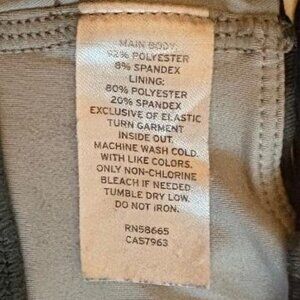 MAIN BODY:
92% POLYESTER
8% SPANDEX
LINING:
80% POLYESTER
20% SPANDEX
EXCLUSIVE OF ELASTIC
TURN GARMENT
INSIDE OUT.
MACHINE WASH COLD.
WITH LIKE COLORS.
ONLY NON-CHLORINE
BLEACH IF NEEDED
TUMBLE DRY LOW.
DO NOT IRON.
RN58665
CA57963